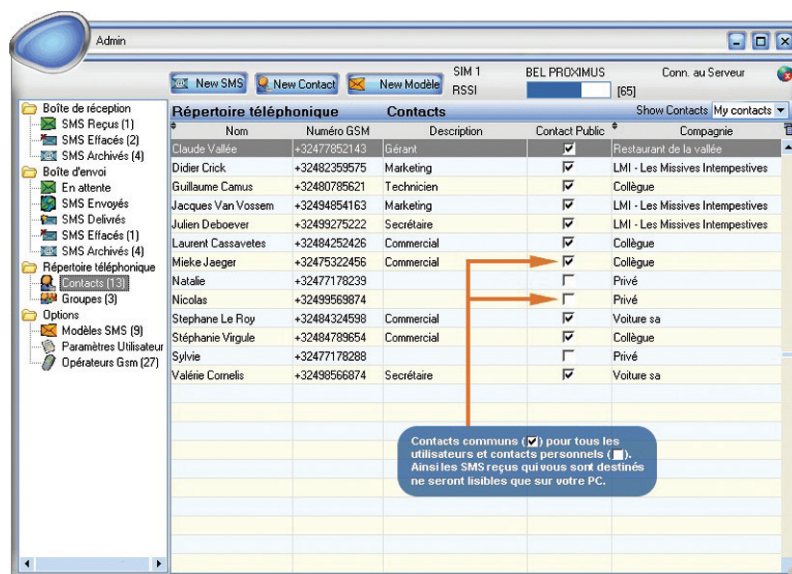 Admin
New SMS New Contact New Modèle SIM 1 BEL PROXIMUS Conn. au Serveur
RSSI [65]
Boîte de réception
SMS Reçus (1)
SMS Effacés (2)
SMS Archivés (4)
Boîte d'envoi
En attente
SMS Envoyés
SMS Delivrés
SMS Effacés (1)
SMS Archivés (4)
Répertoire téléphonique
Contacts (13)
Groupes (3)
Options
Modèles SMS (9)
Paramètres Utilisateur
Opérateurs Gsm (27)
Répertoire téléphonique Contacts Show Contacts My contacts
Nom Numéro GSM Description Contact Public Compagnie
Claude Vallée +32477852143 Gérant Restaurant de la vallée
Didier Crick +32482359575 Marketing LMI - Les Missives Intempestives
Guillaume Camus +32480785621 Technicien Collègue
Jacques Van Vossem +32494854163 Marketing LMI - Les Missives Intempestives
Julien Deboever +32499275222 Secrétaire LMI - Les Missives Intempestives
Laurent Cassavetes +32484252426 Commercial Collègue
Mieke Jaeger +32475322456 Commercial Collègue
Natalie +32477178239 Privé
Nicolas +32499569874 Privé
Stephane Le Roy +32484324598 Commercial Voiture sa
Stéphanie Virgule +32484789654 Commercial Collègue
Sylvie +32477178288 Privé
Valérie Cornelis +32498566874 Secrétaire Voiture sa
Contacts communs (☑) pour tous les
utilisateurs et contacts personnels (☐).
Ainsi les SMS reçus qui vous sont destinés
ne seront lisibles que sur votre PC.